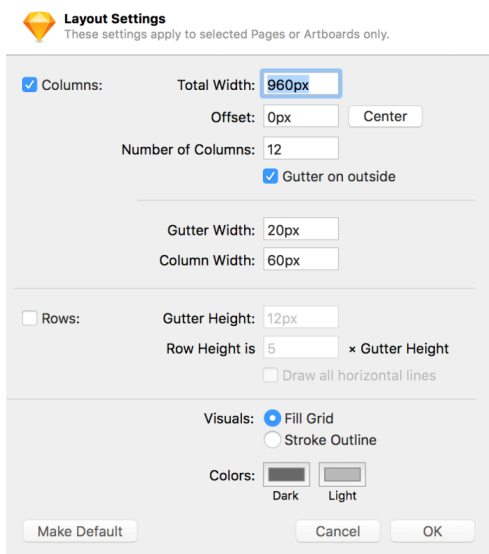 Layout Settings
These settings apply to selected Pages or Artboards only.
Columns: Total Width: 960px
Offset: 0px Center
Number of Columns: 12
Gutter on outside
Gutter Width: 20px
Column Width: 60px
Rows: Gutter Height: 12px
Row Height is 5 × Gutter Height
Draw all horizontal lines
Visuals: Fill Grid
Stroke Outline
Colors:
Dark Light
Make Default Cancel OK